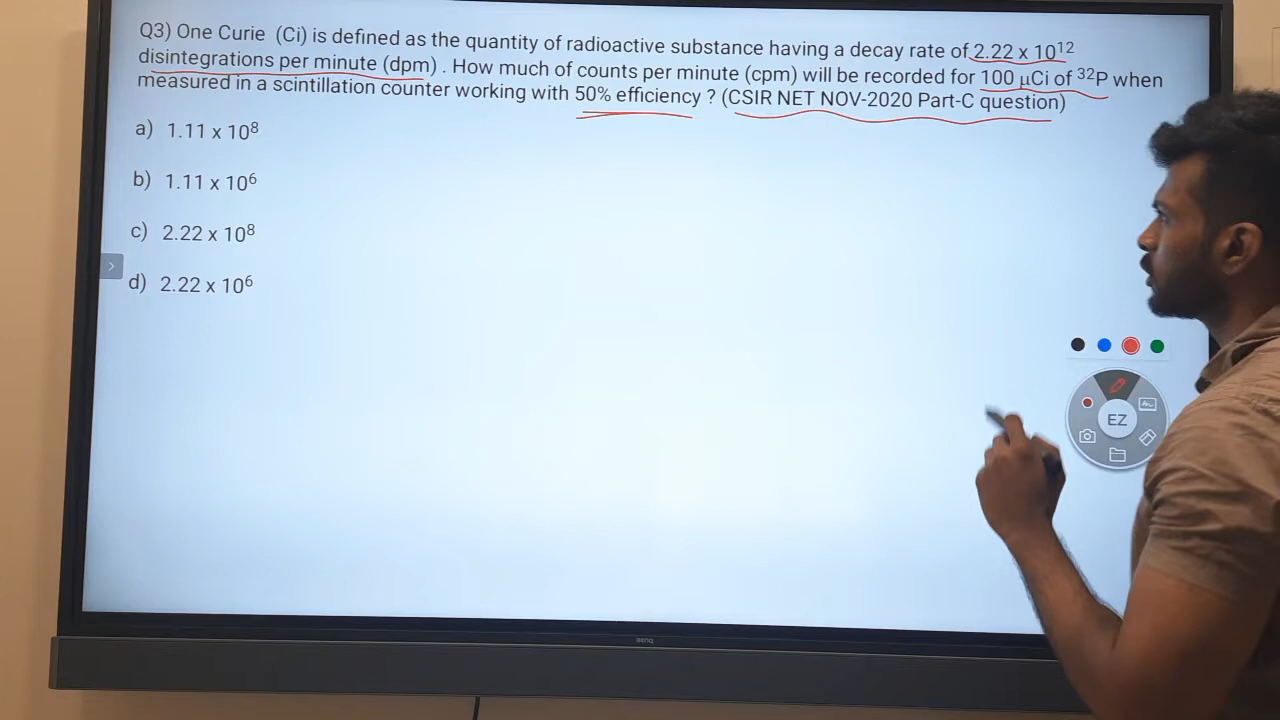 Q3) One Curie (Ci) is defined as the quantity of radioactive substance having a decay rate of 2.22 x 10¹²
disintegrations per minute (dpm) . How much of counts per minute (cpm) will be recorded for 100 μCi of ³²P when
measured in a scintillation counter working with 50% efficiency ? (CSIR NET NOV-2020 Part-C question)
a) 1.11 x 10⁸
b) 1.11 x 10⁶
c) 2.22 x 10⁸
d) 2.22 x 10⁶
EZ
BenQ